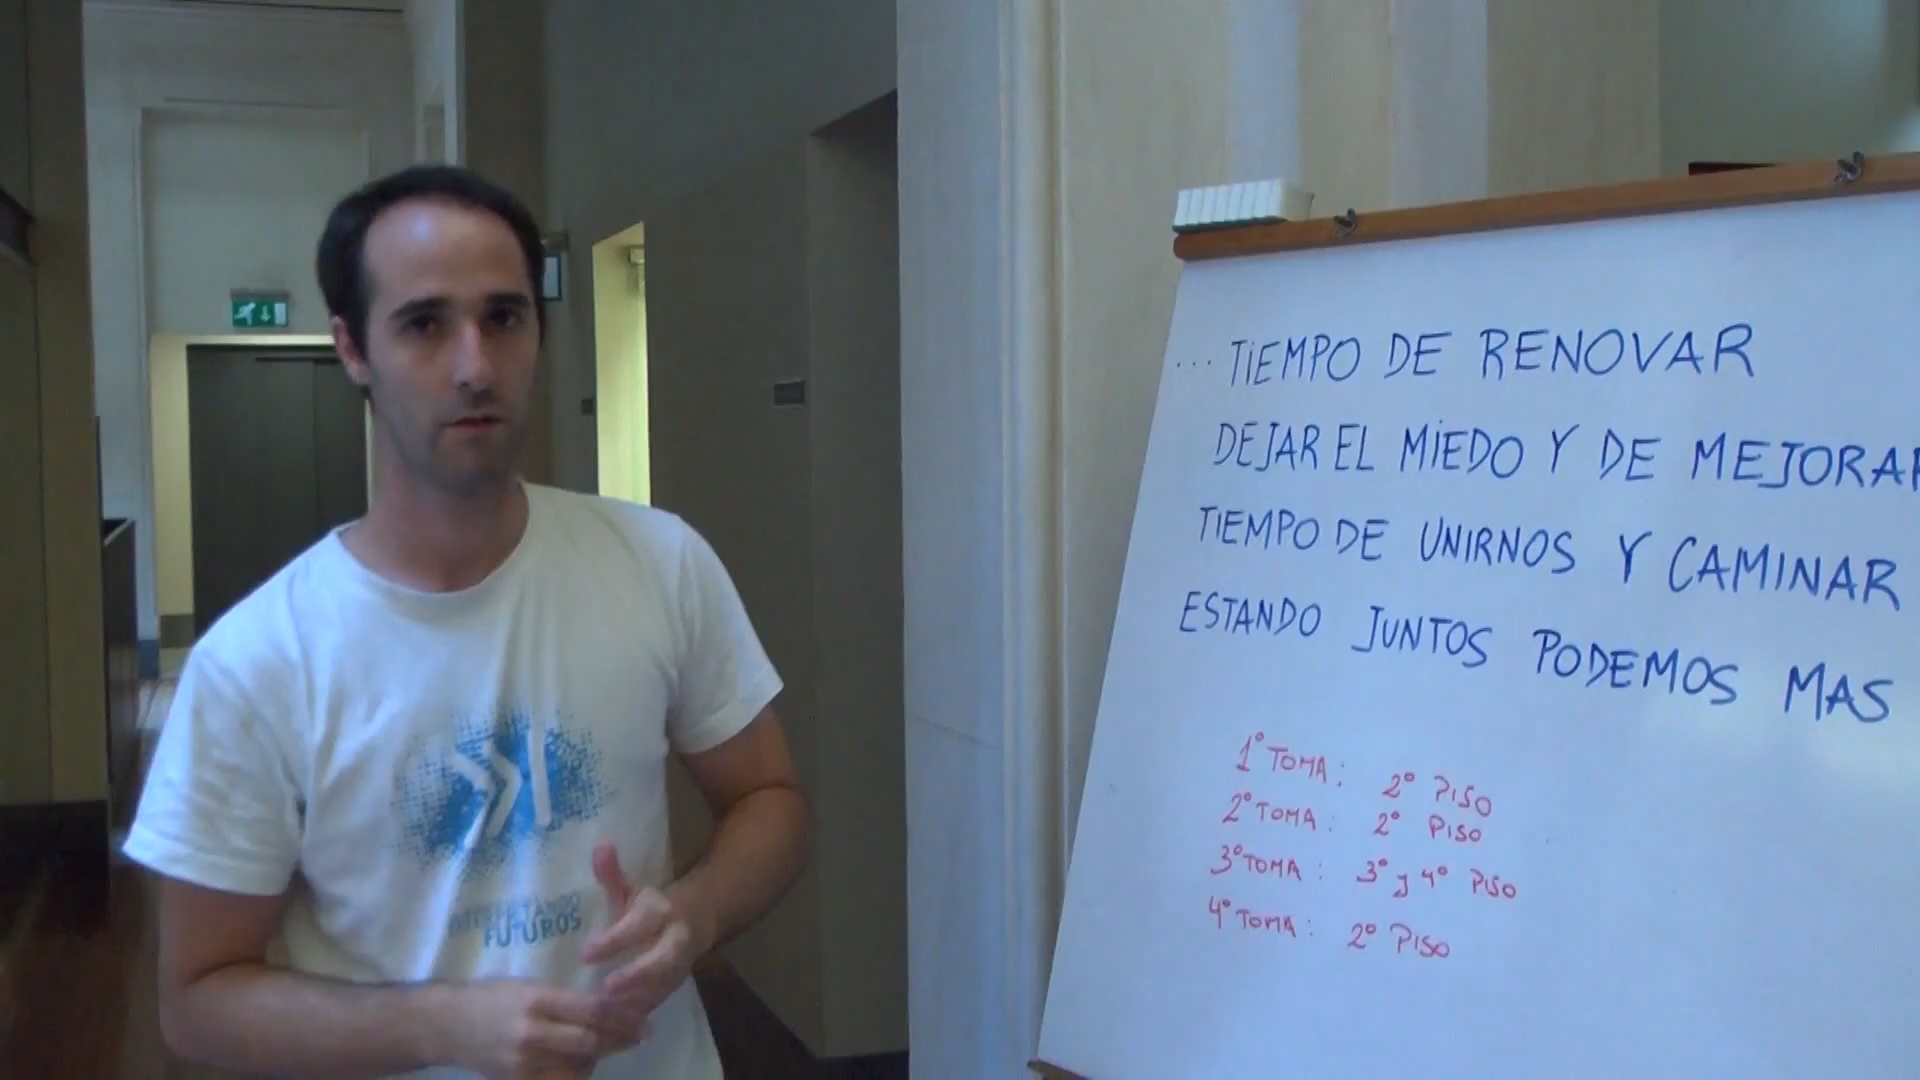 ... TIEMPO DE RENOVAR
DEJAR EL MIEDO Y DE MEJORAR
TIEMPO DE UNIRNOS Y CAMINAR
ESTANDO JUNTOS PODEMOS MAS
1° TOMA: 2° PISO
2° TOMA: 2° PISO
3° TOMA: 3° y 4° PISO
4° TOMA: 2° PISO
FUTUROS